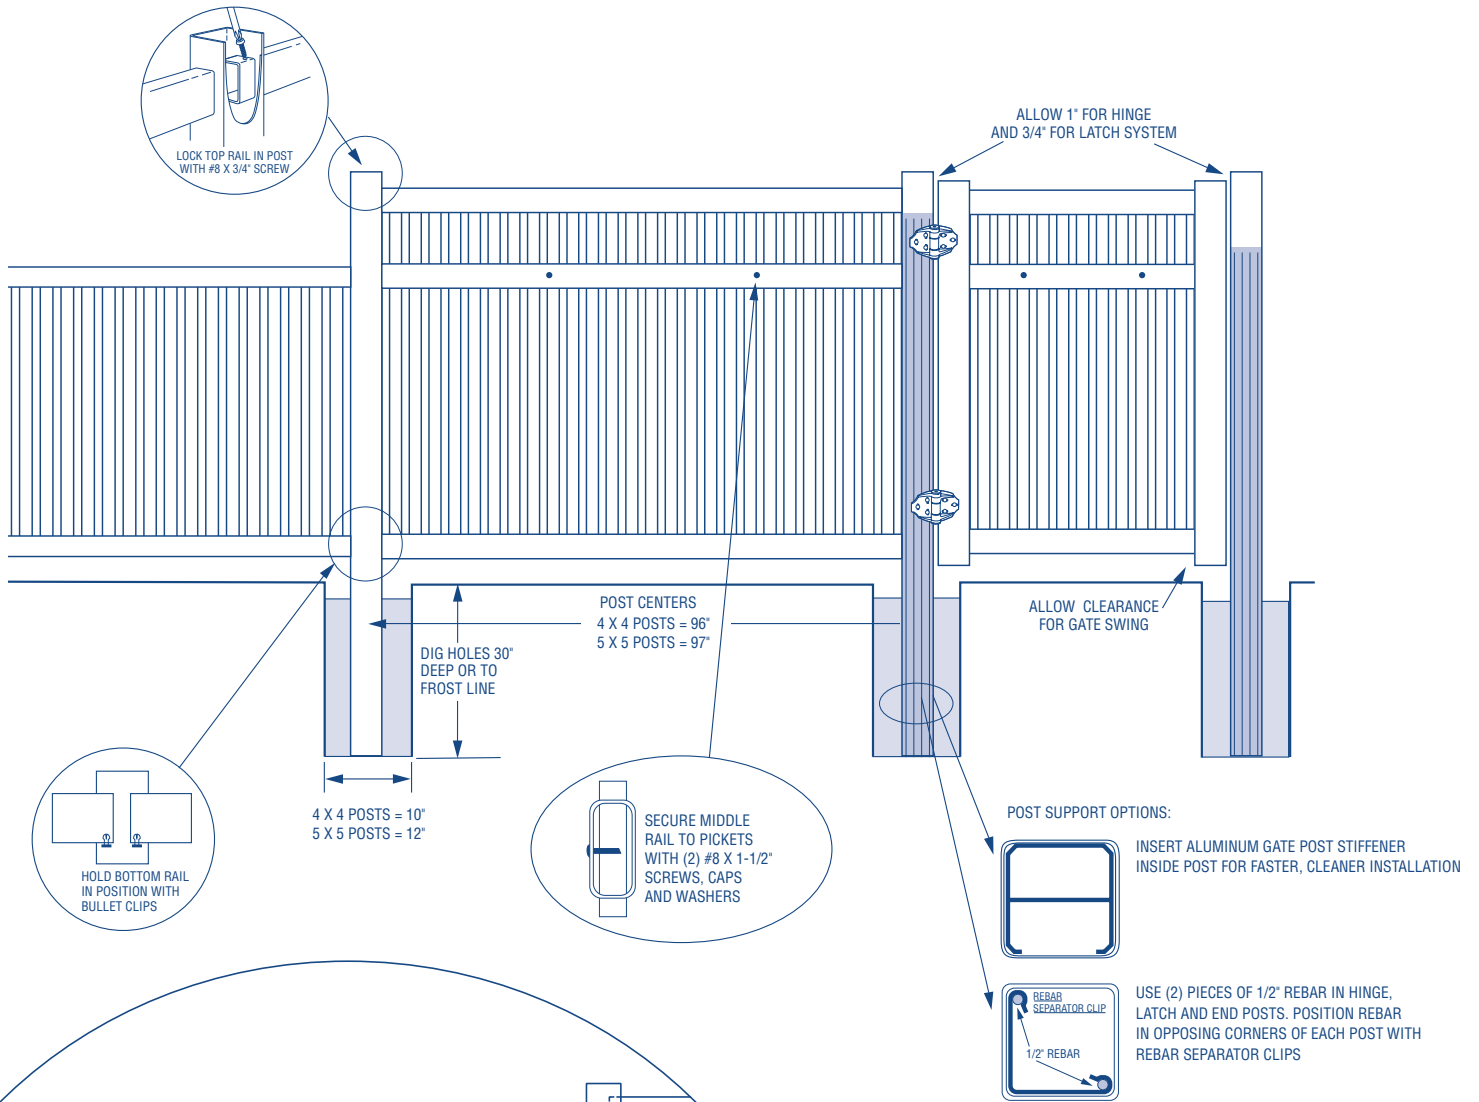 LOCK TOP RAIL IN POST
WITH #8 X 3/4" SCREW
ALLOW 1" FOR HINGE
AND 3/4" FOR LATCH SYSTEM
POST CENTERS
4 X 4 POSTS = 96"
5 X 5 POSTS = 97"
ALLOW CLEARANCE
FOR GATE SWING
DIG HOLES 30"
DEEP OR TO
FROST LINE
4 X 4 POSTS = 10"
5 X 5 POSTS = 12"
HOLD BOTTOM RAIL
IN POSITION WITH
BULLET CLIPS
SECURE MIDDLE
RAIL TO PICKETS
WITH (2) #8 X 1-1/2"
SCREWS, CAPS
AND WASHERS
POST SUPPORT OPTIONS:
INSERT ALUMINUM GATE POST STIFFENER
INSIDE POST FOR FASTER, CLEANER INSTALLATION
REBAR
SEPARATOR CLIP
1/2" REBAR
USE (2) PIECES OF 1/2" REBAR IN HINGE,
LATCH AND END POSTS. POSITION REBAR
IN OPPOSING CORNERS OF EACH POST WITH
REBAR SEPARATOR CLIPS